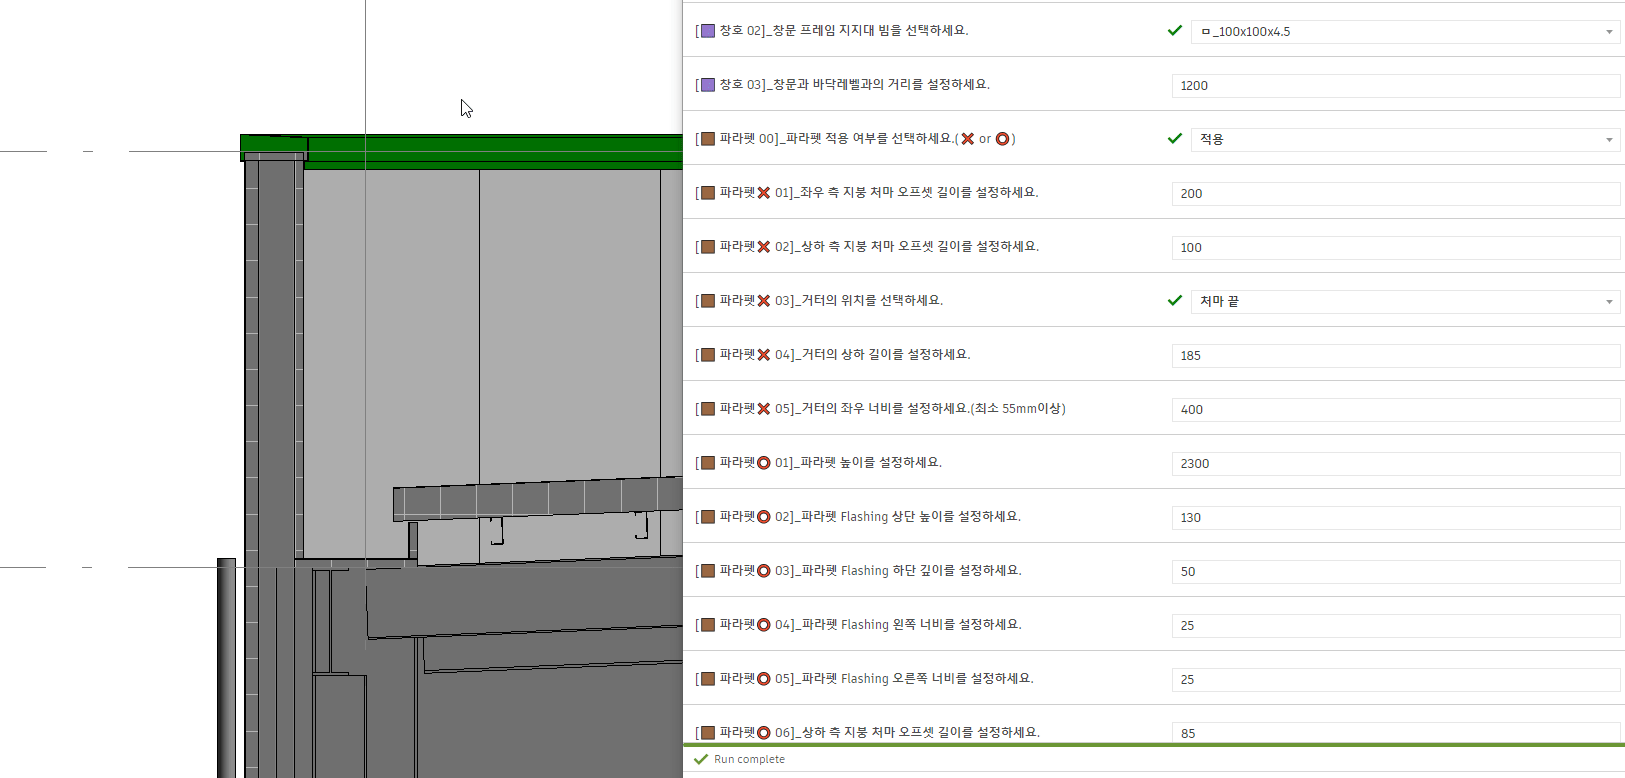 [🟪 창호 02]_창문 프레임 지지대 빔을 선택하세요.
ㅁ_100x100x4.5
[🟪 창호 03]_창문과 바닥레벨과의 거리를 설정하세요.
1200
[🟫 파라펫 00]_파라펫 적용 여부를 선택하세요.(❌ or ⭕)
적용
[🟫 파라펫❌ 01]_좌우 측 지붕 처마 오프셋 길이를 설정하세요.
200
[🟫 파라펫❌ 02]_상하 측 지붕 처마 오프셋 길이를 설정하세요.
100
[🟫 파라펫❌ 03]_거터의 위치를 선택하세요.
처마 끝
[🟫 파라펫❌ 04]_거터의 상하 길이를 설정하세요.
185
[🟫 파라펫❌ 05]_거터의 좌우 너비를 설정하세요.(최소 55mm이상)
400
[🟫 파라펫⭕ 01]_파라펫 높이를 설정하세요.
2300
[🟫 파라펫⭕ 02]_파라펫 Flashing 상단 높이를 설정하세요.
130
[🟫 파라펫⭕ 03]_파라펫 Flashing 하단 깊이를 설정하세요.
50
[🟫 파라펫⭕ 04]_파라펫 Flashing 왼쪽 너비를 설정하세요.
25
[🟫 파라펫⭕ 05]_파라펫 Flashing 오른쪽 너비를 설정하세요.
25
[🟫 파라펫⭕ 06]_상하 측 지붕 처마 오프셋 길이를 설정하세요.
85
Run complete